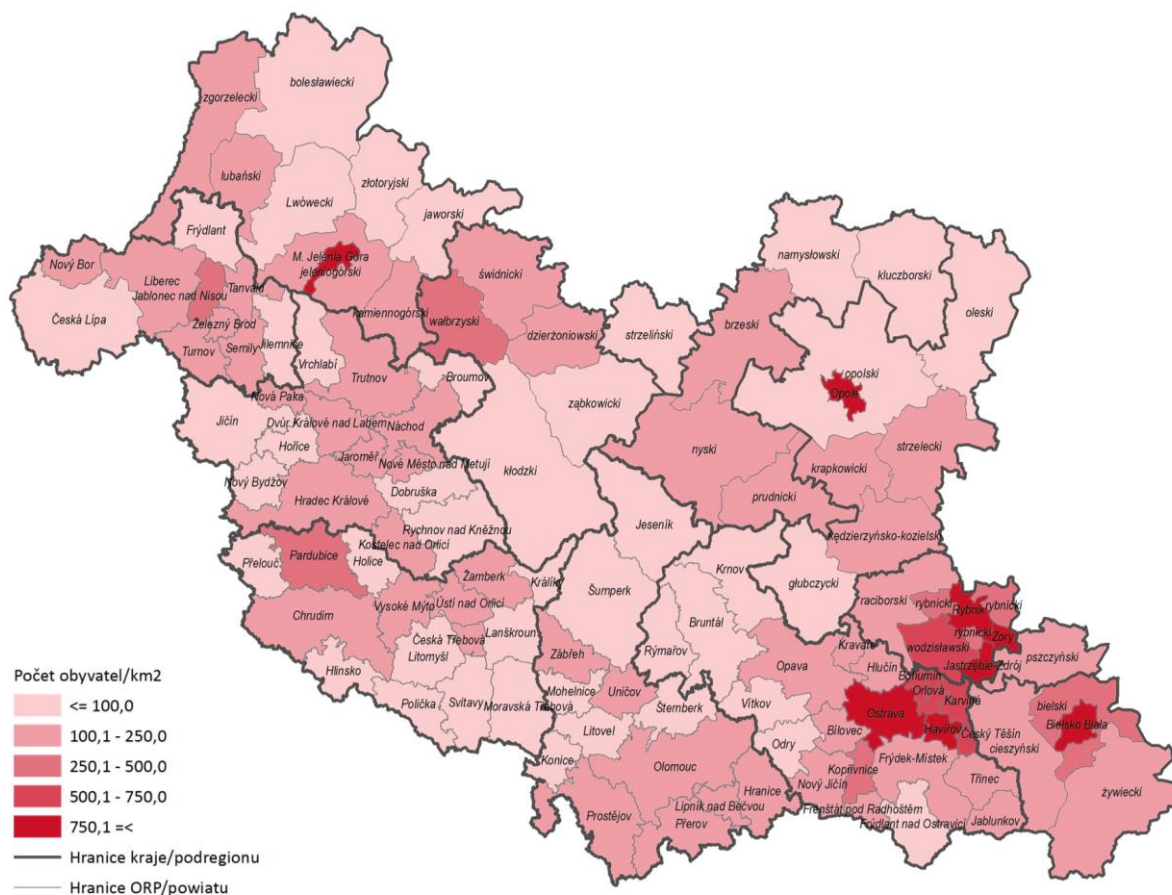 bolesławiecki
zgorzelecki
lubański
złotoryjski
Lwówecki
jaworski
Frýdlant
M. Jelenia Góra
jeleniogórski
Nový Bor
Liberec
Jablonec nad Nisou
Tanvald
Česká Lípa
Železný Brod
Turnov
Semily
Jilemnice
Vrchlabí
kamiennogórski
wałbrzyski
świdnicki
dzierżoniowski
strzeliński
brzeski
namysłowski
kluczborski
oleski
opolski
Opole
Trutnov
Broumov
ząbkowicki
Nová Paka
Jičín
Dvůr Králové nad Labem
Náchod
Hořice
Jaroměř
Nové Město nad Metují
Nový Bydžov
Dobruška
Hradec Králové
kłodzki
nyski
prudnicki
krapkowicki
strzelecki
Rychnov nad Kněžnou
Kostelec nad Orlicí
Pardubice
Přelouč
Holice
Jeseník
kędzierzyńsko-kozielsk
Žamberk
Králíky
Šumperk
Krnov
głubczycki
Chrudim
Vysoké Mýto
Ústí nad Orlicí
Lanškroun
Česká Třebová
Litomyšl
Bruntál
Rýmařov
raciborski
rybnicki
Rybnik
rybnicki
rybnicki
Żory
wodzisławski
Jastrzębie-Zdrój
pszczyński
Hlinsko
Polička
Svitavy
Moravská Třebová
Zábřeh
Mohelnice
Uničov
Šternberk
Litovel
Konice
Opava
Kravaře
Hlučín
Bohumín
Orlová
Karviná
Vítkov
Ostrava
Havířov
Český Těšín
cieszyński
bielski
Bielsko Biała
Odry
Bílovec
Olomouc
Kopřivnice
Frýdek-Místek
Nový Jičín
Třinec
żywiecki
Prostějov
Lipník nad Bečvou
Přerov
Hranice
Frenštát pod Radhoštěm
Frýdlant nad Ostravicí
Jablunkov
Počet obyvatel/km2
<= 100,0
100,1 - 250,0
250,1 - 500,0
500,1 - 750,0
750,1 =<
Hranice kraje/podregionu
Hranice ORP/powiatu